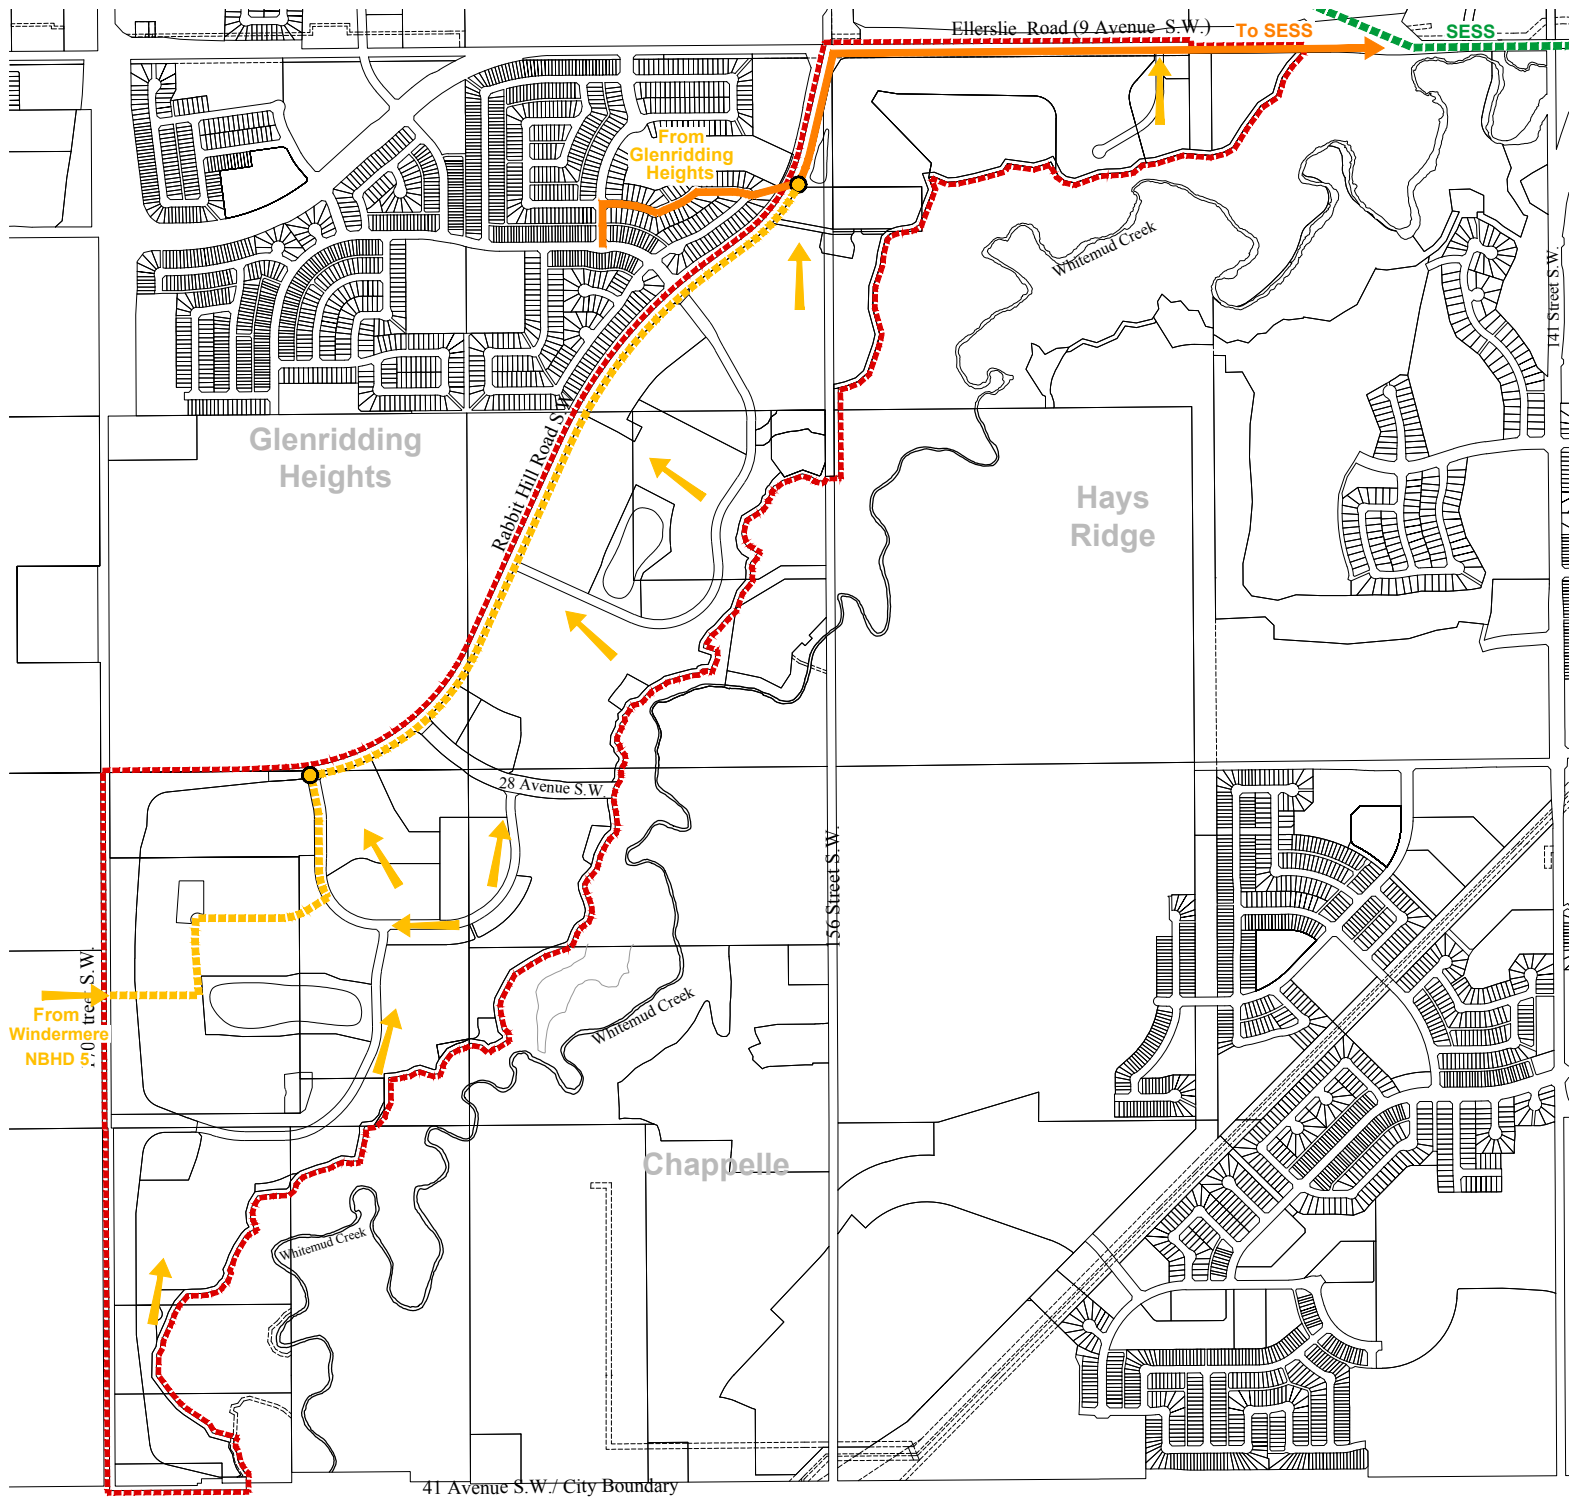 Ellerslie Road (9 Avenue S.W.)
To SESS
SESS
From
Glenridding
Heights
Whitemud Creek
141 Street S.W.
Rabbit Hill Road S.W.
Glenridding
Heights
Hays
Ridge
28 Avenue S.W.
156 Street S.W.
S.W.
From
Windermere
NBHD 5
Whitemud Creek
Chappelle
Whitemud Creek
41 Avenue S.W./ City Boundary